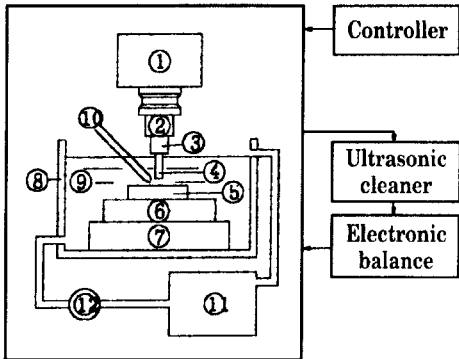 Controller
①
②
⑩
③
④
⑧
⑨
⑤
Ultrasonic
cleaner
⑥
⑦
Electronic
balance
⑫
⑪